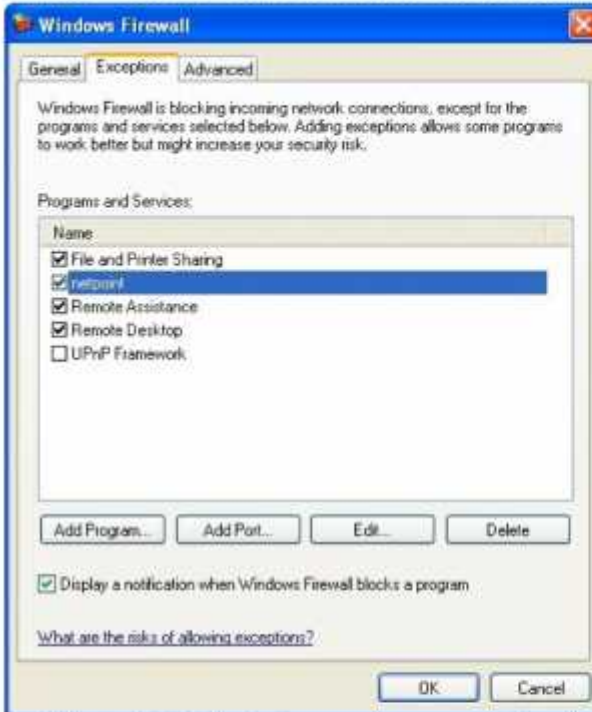 Windows Firewall
General Exceptions Advanced
Windows Firewall is blocking incoming network connections, except for the
programs and services selected below. Adding exceptions allows some programs
to work better but might increase your security risk.
Programs and Services:
Name
File and Printer Sharing
netpoint
Remote Assistance
Remote Desktop
UPnP Framework
Add Program... Add Port... Edit... Delete
Display a notification when Windows Firewall blocks a program
What are the risks of allowing exceptions?
OK Cancel